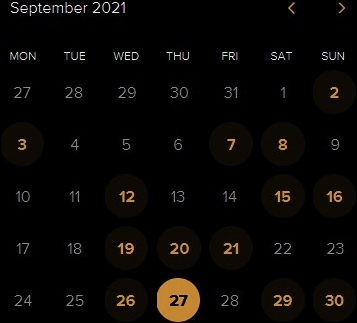 September 2021
MON TUE WED THU FRI SAT SUN
27 28 29 30 31 1 2
3 4 5 6 7 8 9
10 11 12 13 14 15 16
17 18 19 20 21 22 23
24 25 26 27 28 29 30